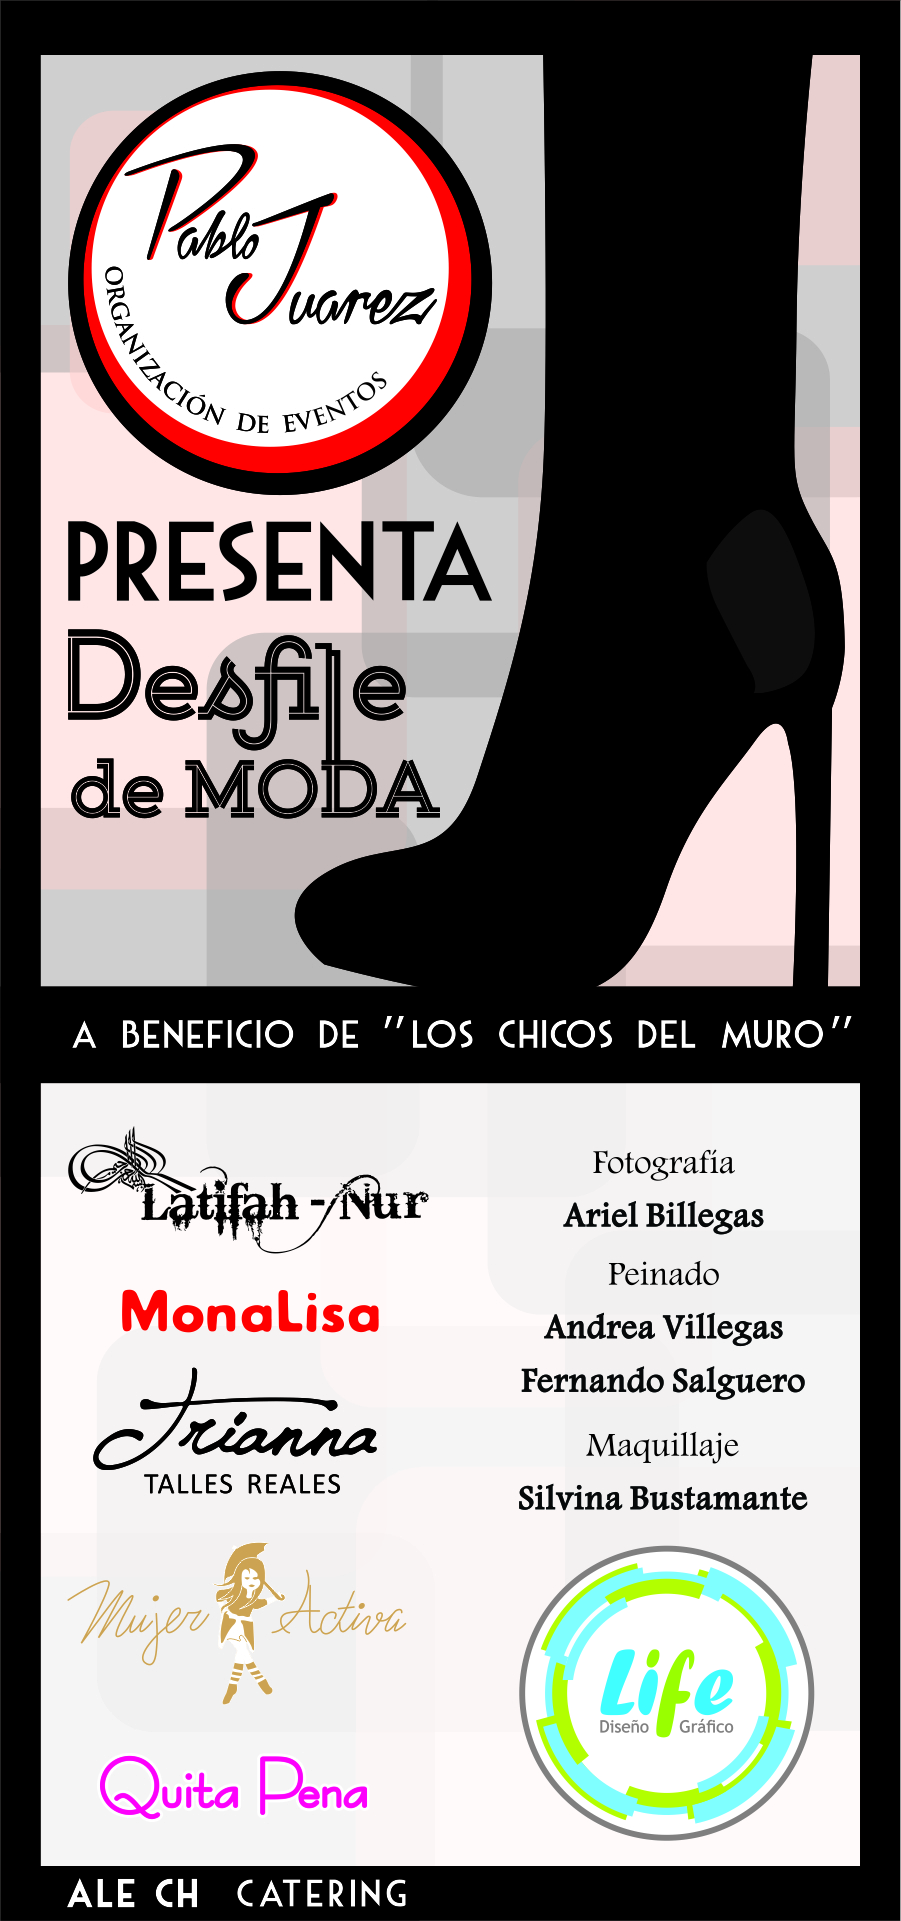 Pablo Juarez
ORGANIZACIÓN DE EVENTOS
PRESENTA
Desfile
de MODA
A BENEFICIO DE "LOS CHICOS DEL MURO"
Latifah - Nur
MonaLisa
Trianna
TALLES REALES
Mujer Activa
Quita Pena
Fotografía
Ariel Billegas
Peinado
Andrea Villegas
Fernando Salguero
Maquillaje
Silvina Bustamante
Life
Diseño Gráfico
ALE CH CATERING